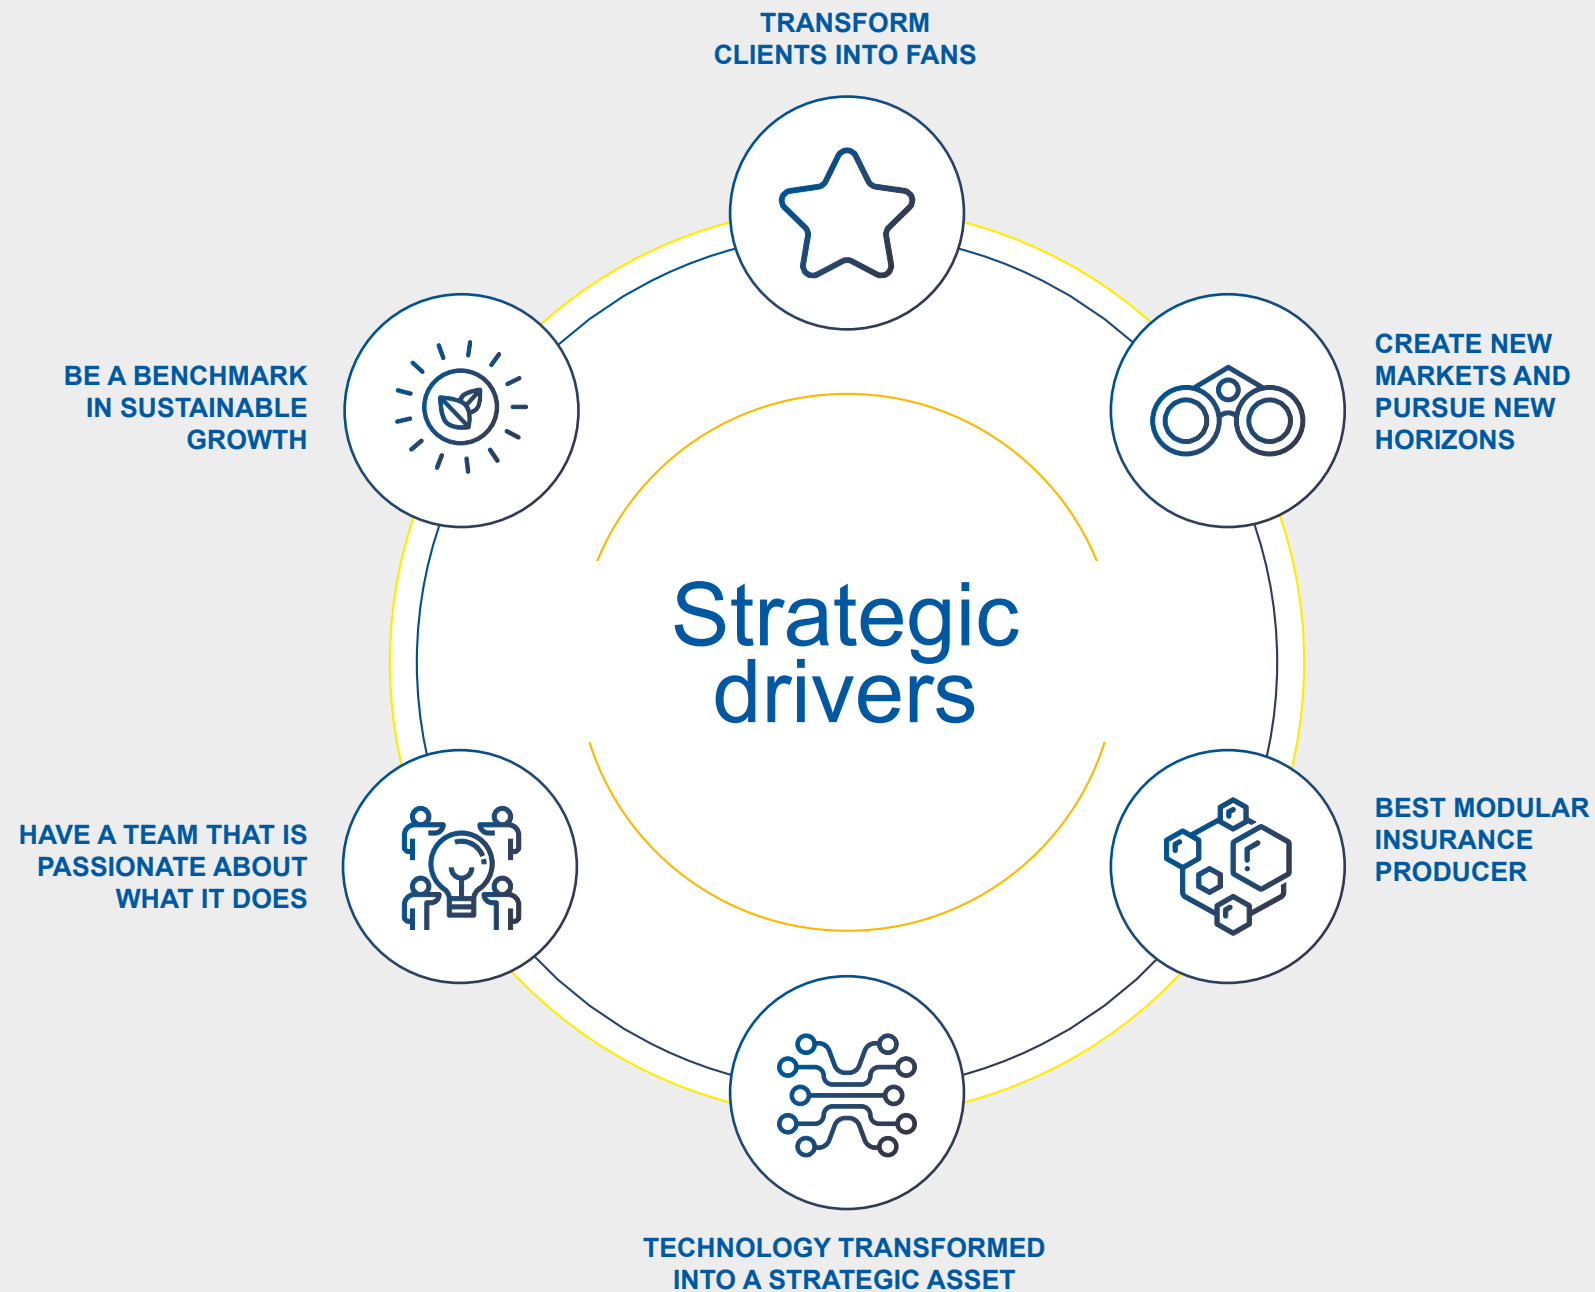 TRANSFORM
CLIENTS INTO FANS
CREATE NEW
MARKETS AND
PURSUE NEW
HORIZONS
BE A BENCHMARK
IN SUSTAINABLE
GROWTH
Strategic
drivers
BEST MODULAR
INSURANCE
PRODUCER
HAVE A TEAM THAT IS
PASSIONATE ABOUT
WHAT IT DOES
TECHNOLOGY TRANSFORMED
INTO A STRATEGIC ASSET